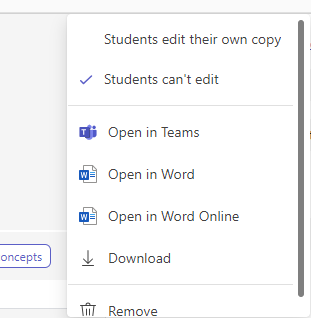 Students edit their own copy
Students can't edit
Open in Teams
Open in Word
Open in Word Online
oncepts
Download
Remove